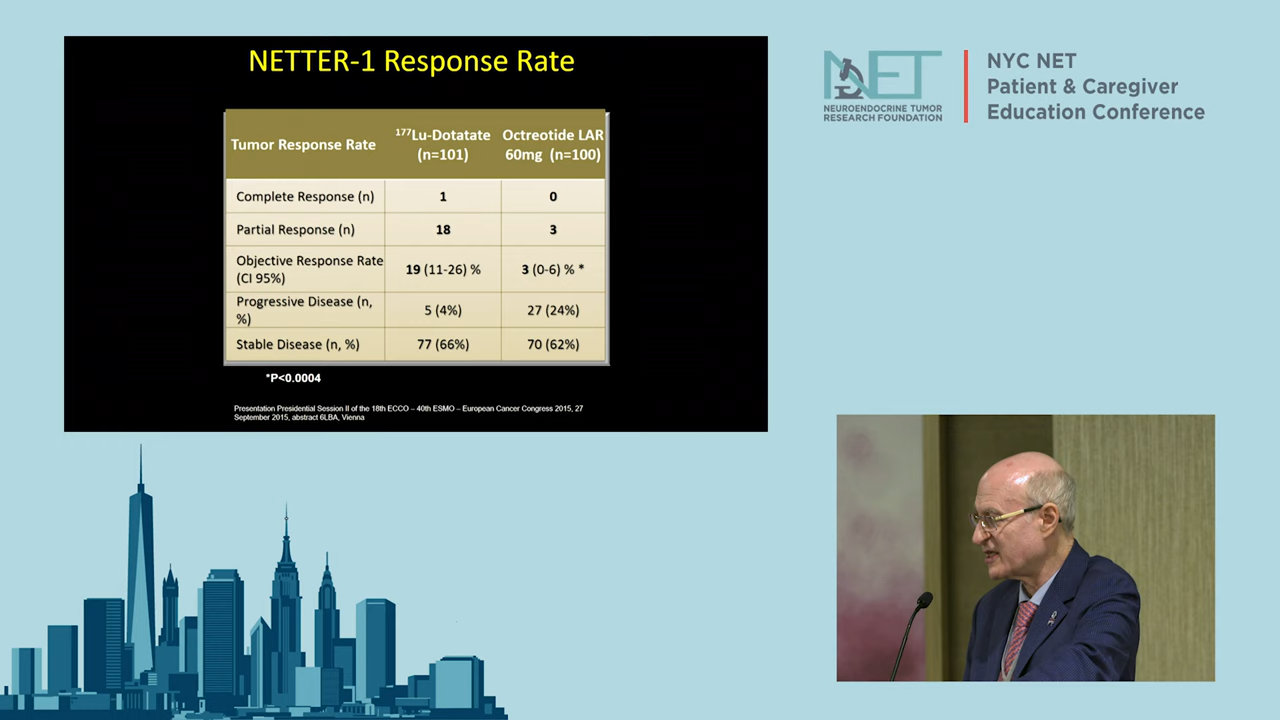 NETTER-1 Response Rate
Tumor Response Rate
177Lu-Dotatate
(n=101)
Octreotide LAR
60mg (n=100)
Complete Response (n)
1
0
Partial Response (n)
18
3
Objective Response Rate
(CI 95%)
19 (11-26) %
3 (0-6) % *
Progressive Disease (n,
%)
5 (4%)
27 (24%)
Stable Disease (n, %)
77 (66%)
70 (62%)
*P<0.0004
Presentation Presidential Session II of the 18th ECCO – 40th ESMO – European Cancer Congress 2015, 27
September 2015, abstract 6LBA, Vienna
NET
NEUROENDOCRINE TUMOR
RESEARCH FOUNDATION
NYC NET
Patient & Caregiver
Education Conference